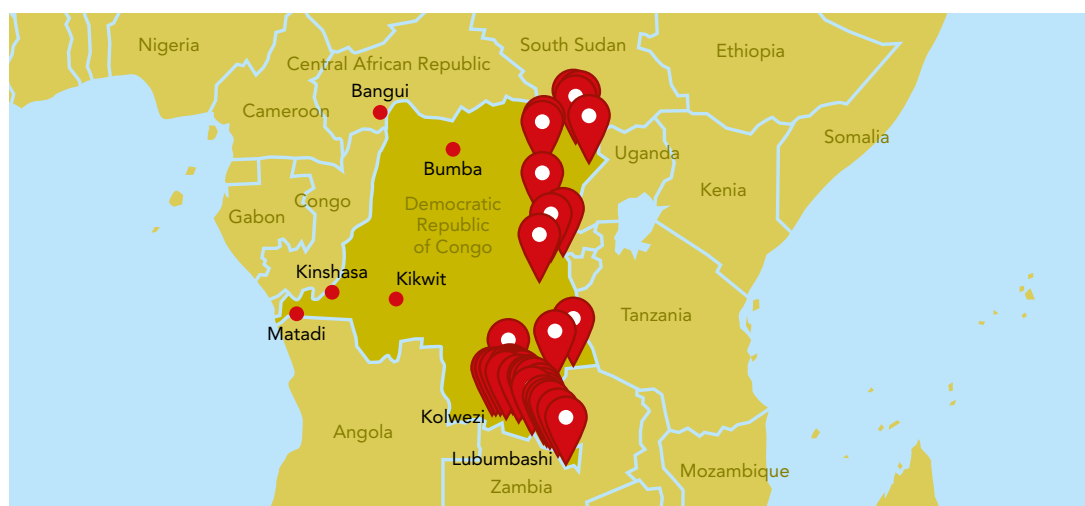 Nigeria
South Sudan
Ethiopia
Central African Republic
Bangui
Cameroon
Somalia
Uganda
Bumba
Kenia
Congo
Democratic
Republic
of Congo
Gabon
Kinshasa
Kikwit
Tanzania
Matadi
Kolwezi
Angola
Lubumbashi
Mozambique
Zambia